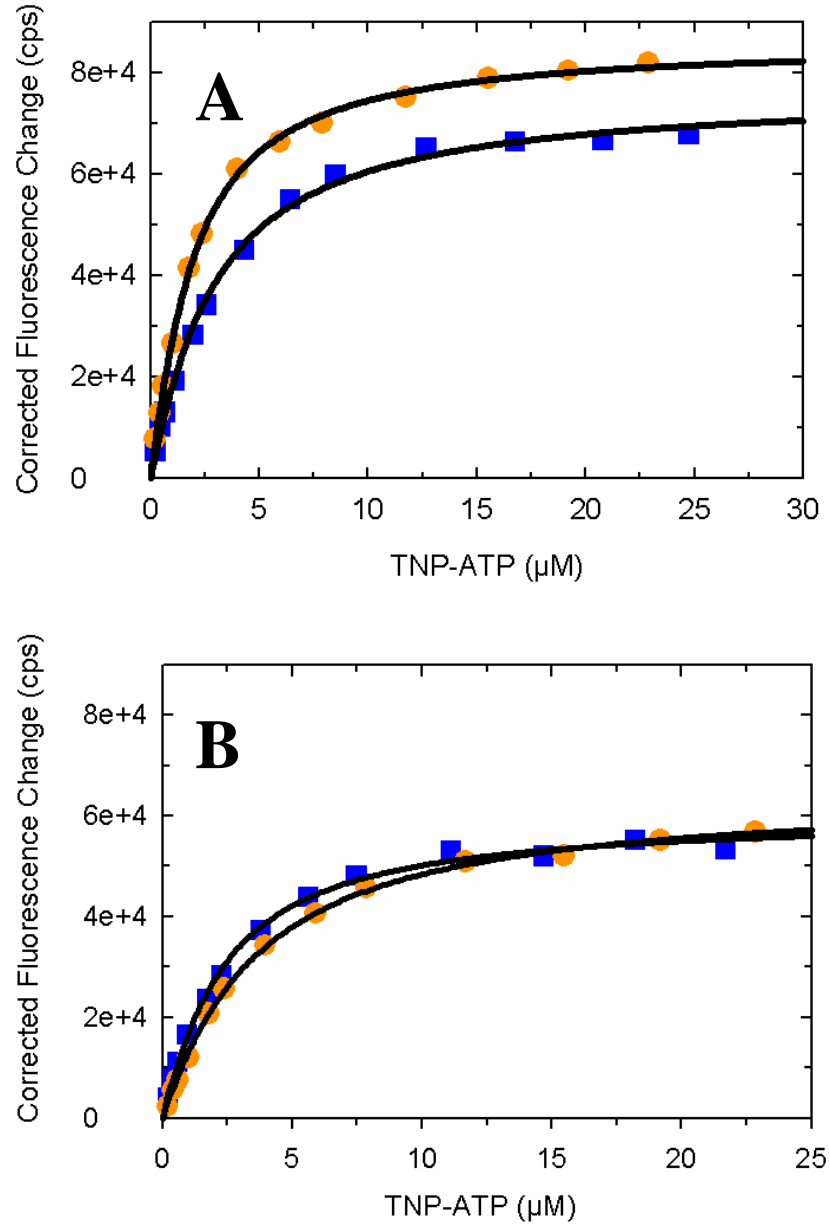 A
Corrected Fluorescence Change (cps)
8e+4
6e+4
4e+4
2e+4
0
0 5 10 15 20 25 30
TNP-ATP (µM)
B
Corrected Fluorescence Change (cps)
8e+4
6e+4
4e+4
2e+4
0
0 5 10 15 20 25
TNP-ATP (µM)